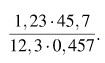 1,23 · 45,7
12,3 · 0,457.